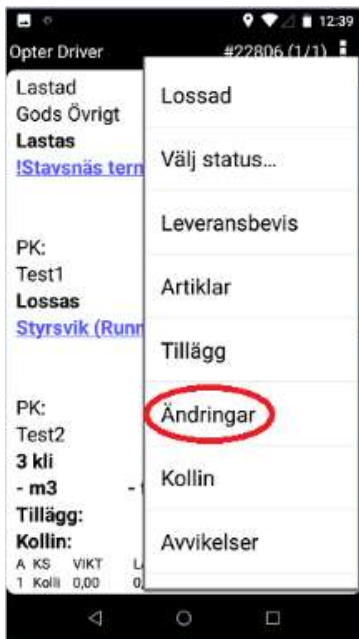 12:39
Opter Driver
#22806 (1/1)
Lastad
Gods Övrigt
Lastas
!Stavsnäs tern
PK:
Test1
Lossas
Styrsvik (Runn
PK:
Test2
3 kli
- m3
Tillägg:
Kollin:
A KS VIKT
1 Kolli 0,00
Lossad
Välj status...
Leveransbevis
Artiklar
Tillägg
Ändringar
Kollin
Avvikelser